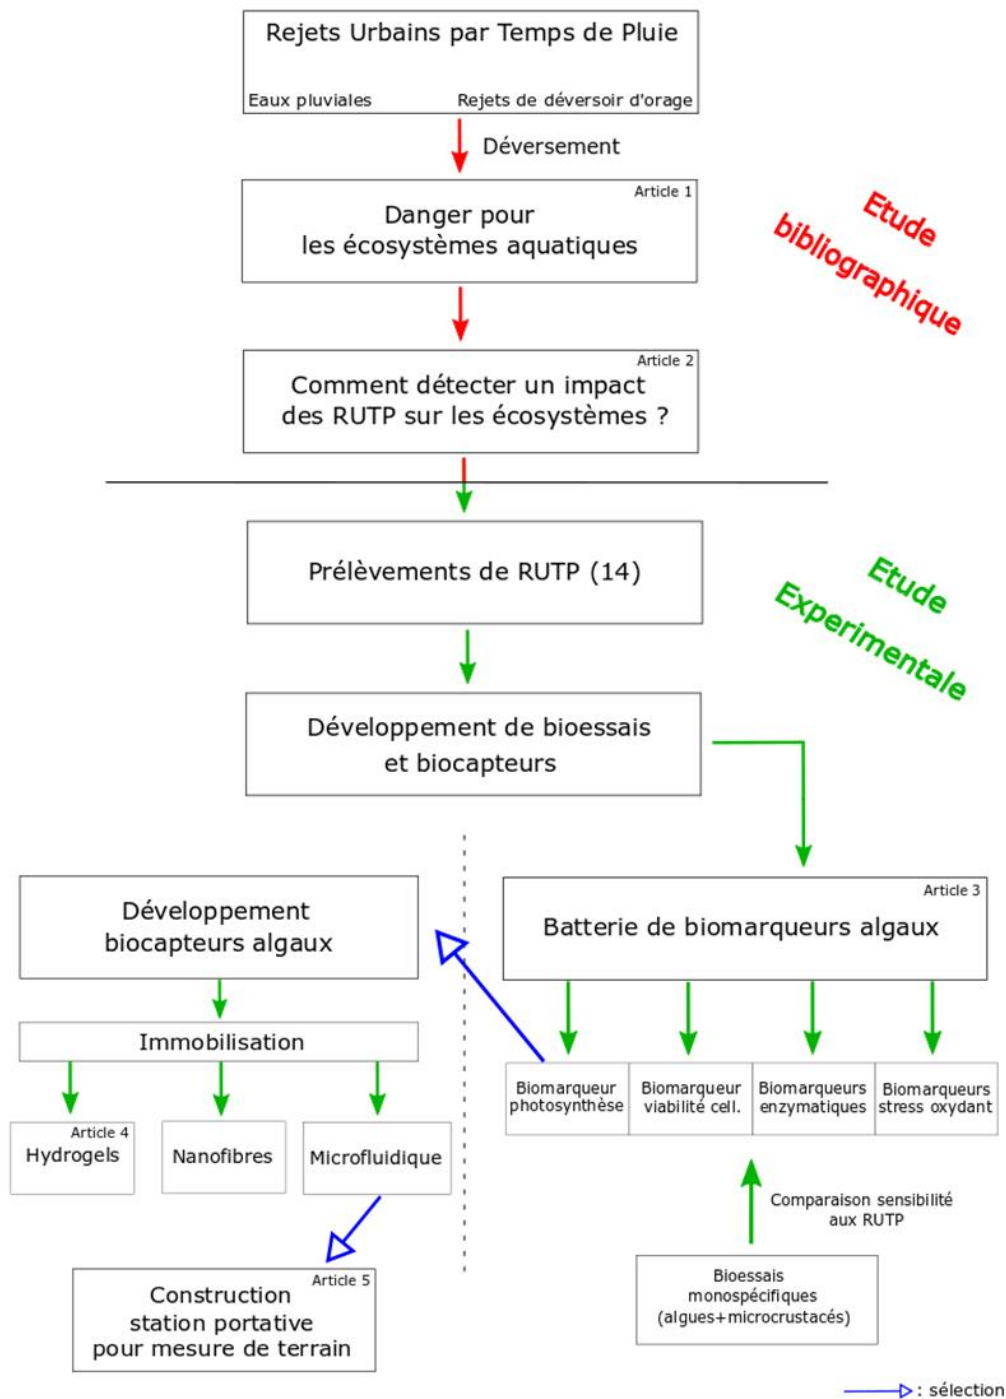 Rejets Urbains par Temps de Pluie
Eaux pluviales
Rejets de déversoir d'orage
Déversement
Article 1
Danger pour
les écosystèmes aquatiques
Etude
bibliographique
Article 2
Comment détecter un impact
des RUTP sur les écosystèmes ?
Prélèvements de RUTP (14)
Etude
Experimentale
Développement de bioessais
et biocapteurs
Développement
biocapteurs algaux
Article 3
Batterie de biomarqueurs algaux
Immobilisation
Article 4
Hydrogels
Nanofibres
Microfluidique
Biomarqueur
photosynthèse
Biomarqueur
viabilité cell.
Biomarqueurs
enzymatiques
Biomarqueurs
stress oxydant
Comparaison sensibilité
aux RUTP
Article 5
Construction
station portative
pour mesure de terrain
Bioessais
monospécifiques
(algues+microcrustacés)
: sélection